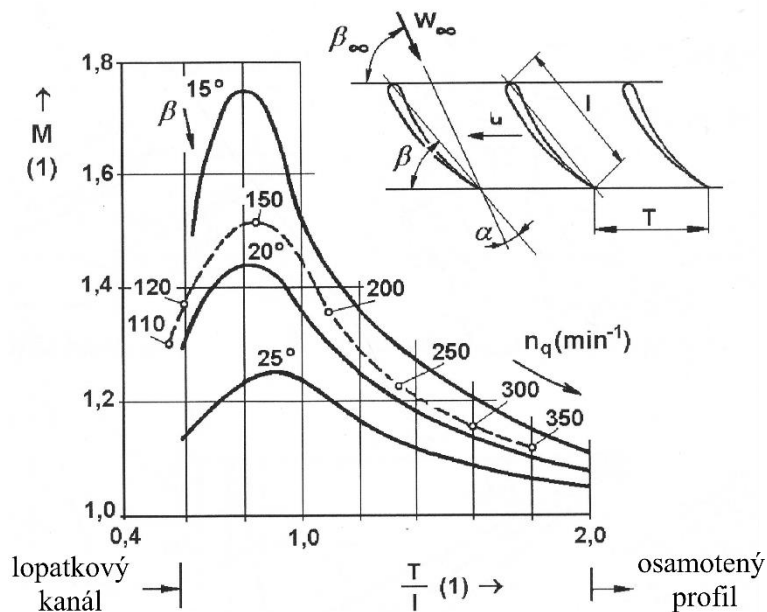 1,8
↑
M
(1)
1,6
1,4
1,2
1,0
0,4
1,0
2,0
β
15°
20°
25°
110
120
150
200
250
300
350
n_q(min⁻¹)
β∞
W∞
l
u
β
α
T
lopatkový
kanál
T/l (1) →
osamotený
profil